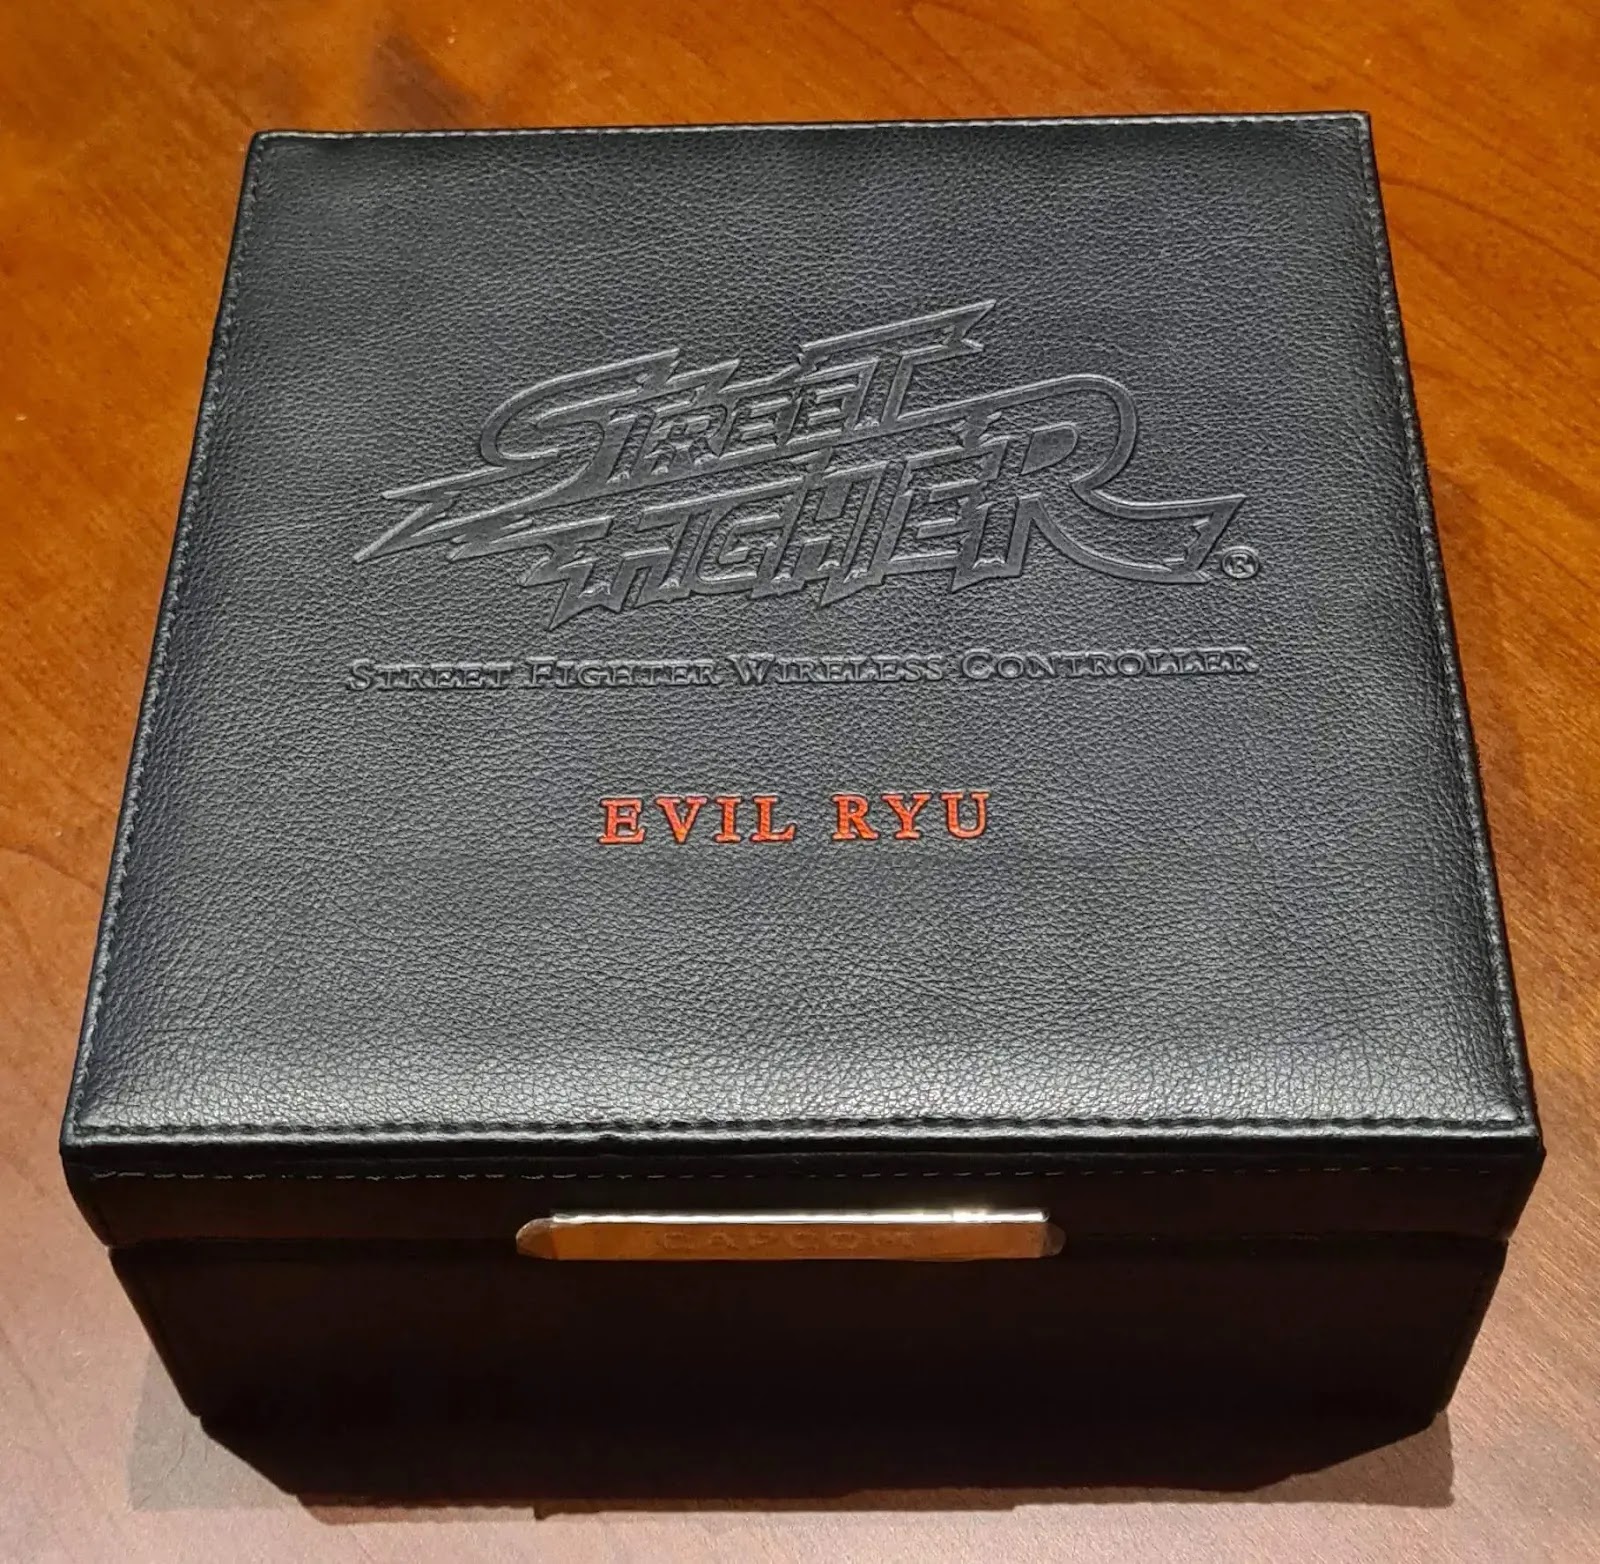 STREET
FIGHTER ®
STREET FIGHTER WIRELESS CONTROLLER
EVIL RYU
CAPCOM